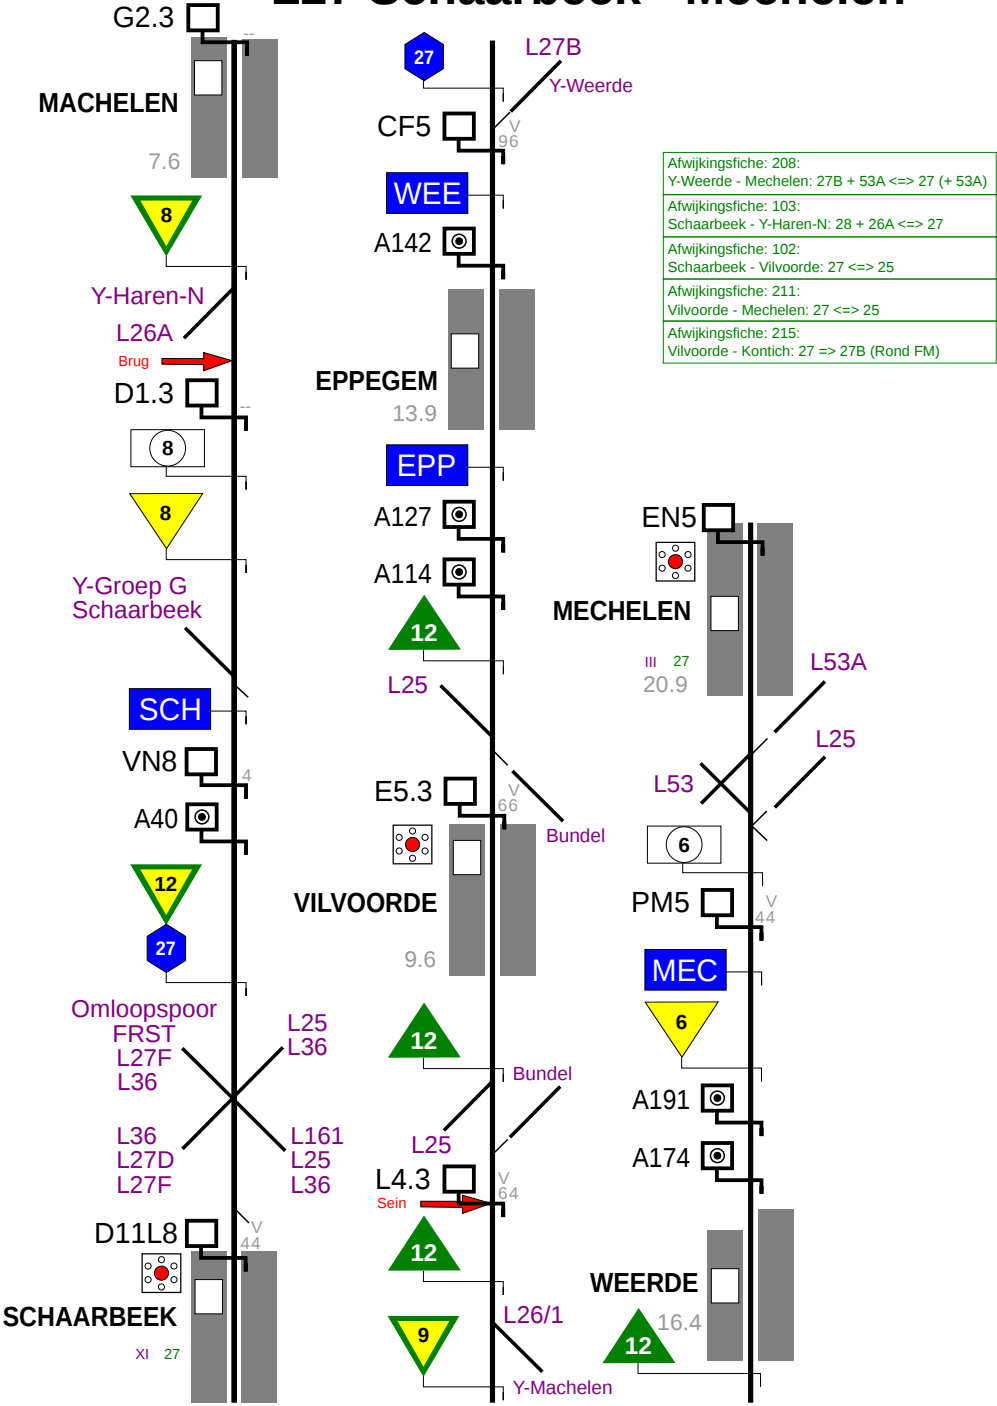 L27 Schaarbeek - Mechelen
G2.3
--
MACHELEN
7.6
8
Y-Haren-N
L26A
Brug
D1.3
--
8
8
Y-Groep G
Schaarbeek
SCH
VN8
4
A40
12
27
Omloopspoor
FRST
L27F
L36
L25
L36
L36
L27D
L27F
L161
L25
L36
D11L8
V
44
SCHAARBEEK
XI 27
27
L27B
Y-Weerde
CF5
V
96
WEE
A142
EPPEGEM
13.9
EPP
A127
A114
12
L25
E5.3
V
66
Bundel
VILVOORDE
9.6
12
Bundel
L25
L4.3
V
64
Sein
12
L26/1
9
Y-Machelen
Afwijkingsfiche: 208:
Y-Weerde - Mechelen: 27B + 53A <=> 27 (+ 53A)
Afwijkingsfiche: 103:
Schaarbeek - Y-Haren-N: 28 + 26A <=> 27
Afwijkingsfiche: 102:
Schaarbeek - Vilvoorde: 27 <=> 25
Afwijkingsfiche: 211:
Vilvoorde - Mechelen: 27 <=> 25
Afwijkingsfiche: 215:
Vilvoorde - Kontich: 27 => 27B (Rond FM)
EN5
MECHELEN
III 27
20.9
L53A
L25
L53
6
PM5
V
44
MEC
6
A191
A174
WEERDE
16.4
12